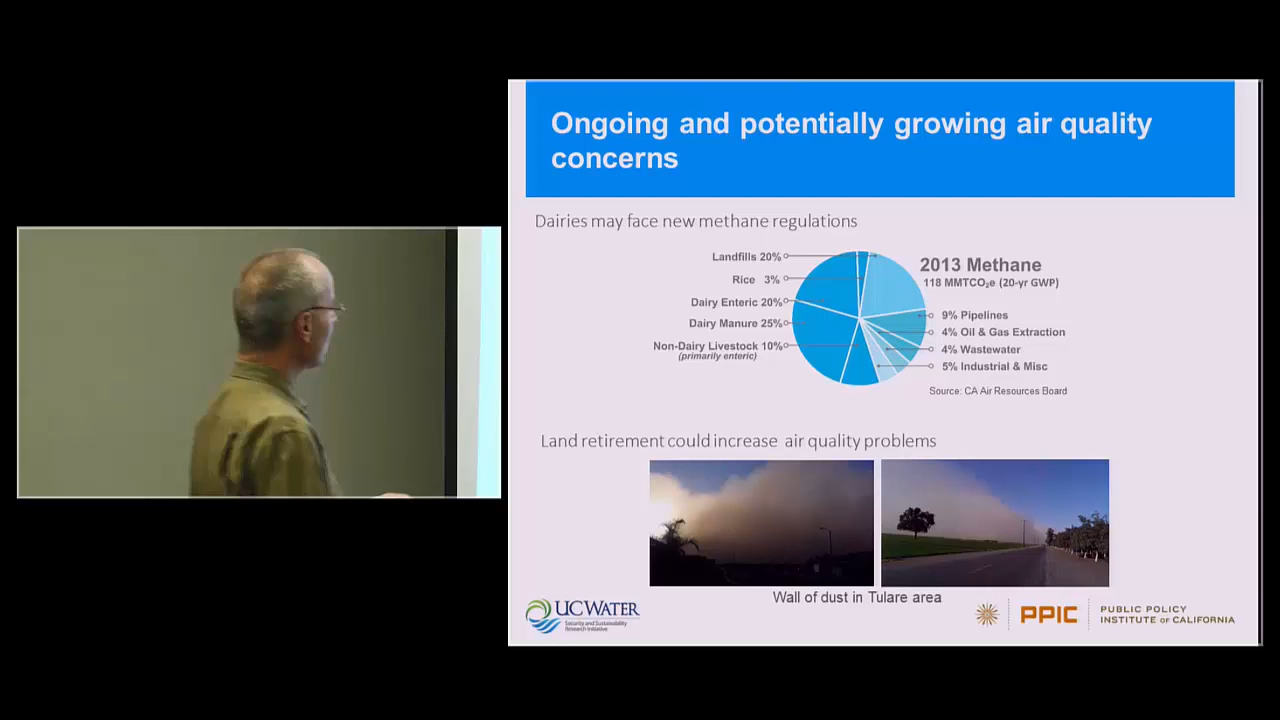 Ongoing and potentially growing air quality
concerns
Dairies may face new methane regulations
Landfills 20%
Rice 3%
Dairy Enteric 20%
Dairy Manure 25%
Non-Dairy Livestock 10%
(primarily enteric)
2013 Methane
118 MMTCO₂e (20-yr GWP)
9% Pipelines
4% Oil & Gas Extraction
4% Wastewater
5% Industrial & Misc
Source: CA Air Resources Board
Land retirement could increase air quality problems
Wall of dust in Tulare area
UC WATER
Security and Sustainability
Research Initiative
PPIC
PUBLIC POLICY
INSTITUTE OF CALIFORNIA